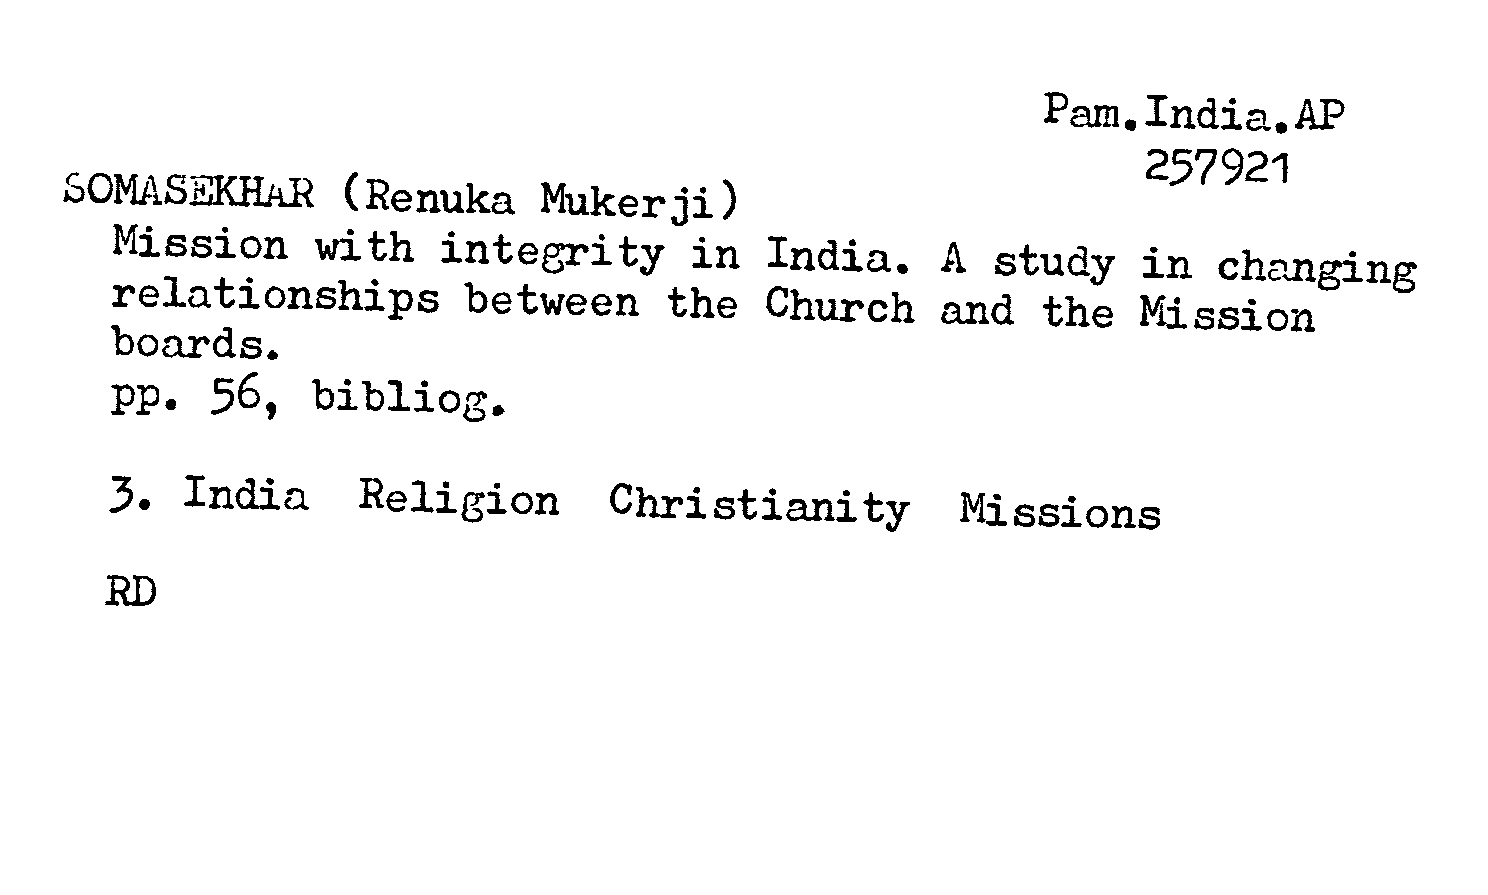 Pam.India.AP
257921
SOMASEKHAR (Renuka Mukerji)
Mission with integrity in India. A study in changing
relationships between the Church and the Mission
boards.
pp. 56, bibliog.
3. India Religion Christianity Missions
RD